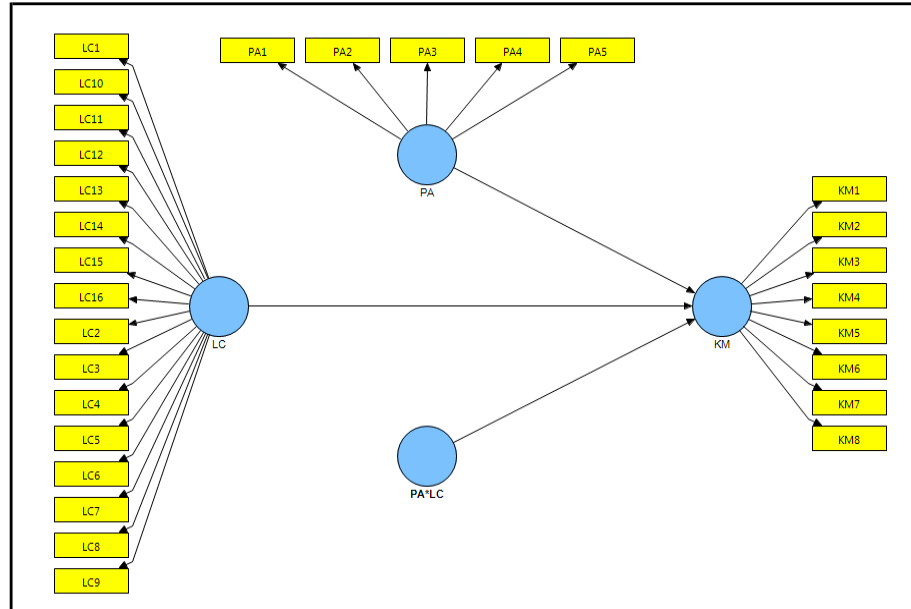 LC1
LC10
LC11
LC12
LC13
LC14
LC15
LC16
LC2
LC3
LC4
LC5
LC6
LC7
LC8
LC9
LC
PA1 PA2 PA3 PA4 PA5
PA
PA*LC
KM
KM1
KM2
KM3
KM4
KM5
KM6
KM7
KM8